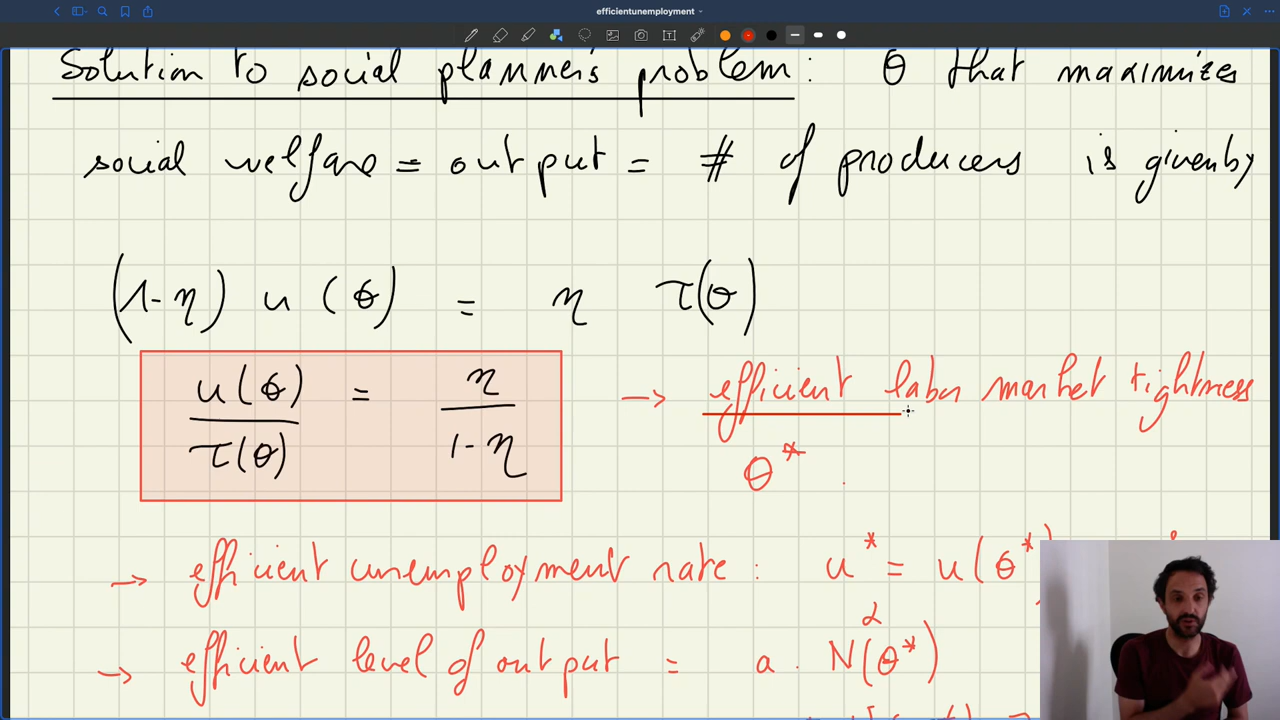 efficientunemployment
Solution to social planner's problem: θ that maximizes
social welfare = output = # of producers is given by
(1-η) u(θ) = η τ(θ)
u(θ)/τ(θ) = η/1-η → efficient labor market tightness
θ*
→ efficient unemployment rate: u* = u(θ*)
→ efficient level of output = a. N(θ*)^α